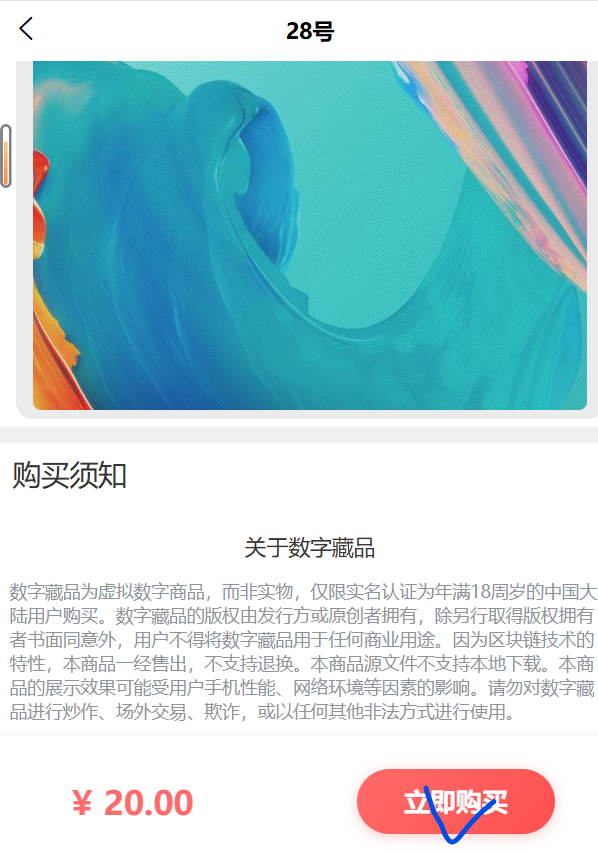 28号
购买须知
关于数字藏品
数字藏品为虚拟数字商品，而非实物，仅限实名认证为年满18周岁的中国大
陆用户购买。数字藏品的版权由发行方或原创者拥有，除另行取得版权拥有
者书面同意外，用户不得将数字藏品用于任何商业用途。因为区块链技术的
特性，本商品一经售出，不支持退换。本商品源文件不支持本地下载。本商
品的展示效果可能受用户手机性能、网络环境等因素的影响。请勿对数字藏
品进行炒作、场外交易、欺诈，或以任何其他非法方式进行使用。
¥ 20.00
立即购买